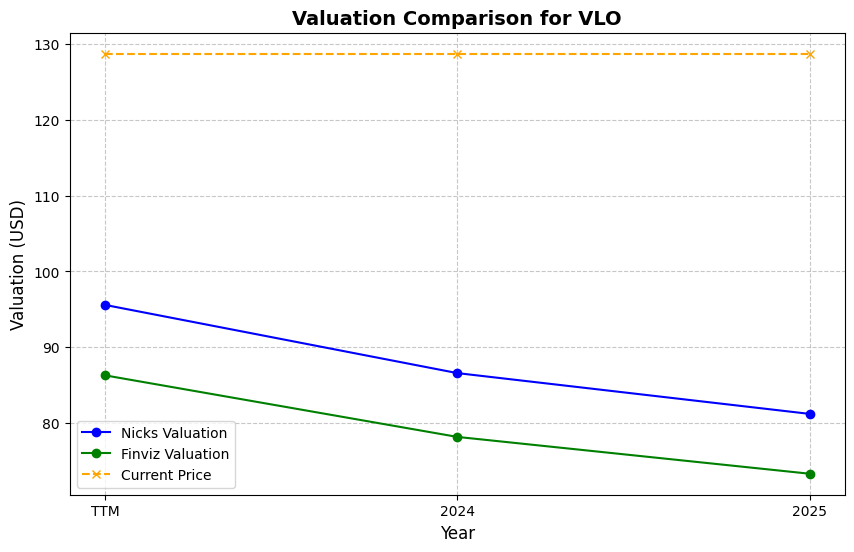 Valuation Comparison for VLO
130
120
110
100
90
80
Valuation (USD)
Nicks Valuation
Finviz Valuation
Current Price
TTM
2024
2025
Year